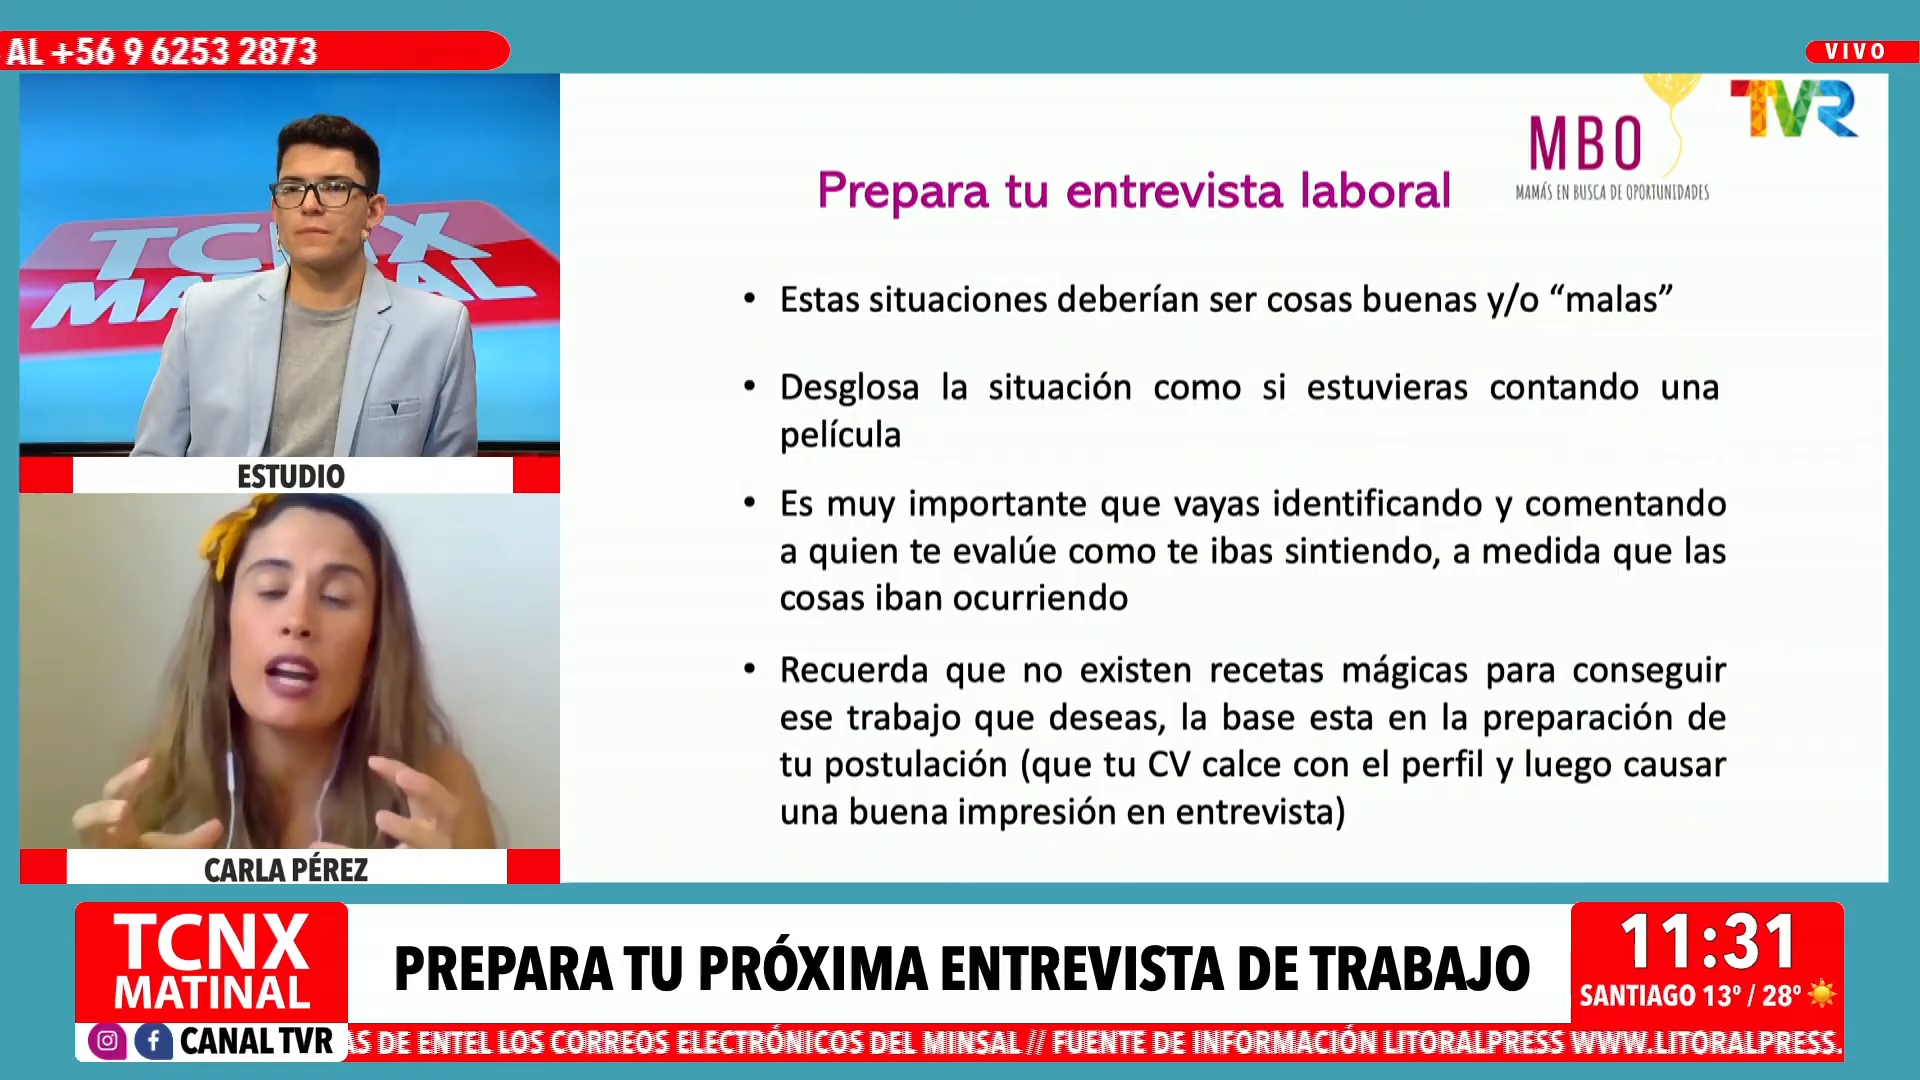 AL +56 9 6253 2873
VIVO
TVR
MBO
MAMÁS EN BUSCA DE OPORTUNIDADES
Prepara tu entrevista laboral
• Estas situaciones deberían ser cosas buenas y/o “malas”
• Desglosa la situación como si estuvieras contando una
película
• Es muy importante que vayas identificando y comentando
a quien te evalúe como te ibas sintiendo, a medida que las
cosas iban ocurriendo
• Recuerda que no existen recetas mágicas para conseguir
ese trabajo que deseas, la base esta en la preparación de
tu postulación (que tu CV calce con el perfil y luego causar
una buena impresión en entrevista)
ESTUDIO
CARLA PÉREZ
TCNX
MATINAL
PREPARA TU PRÓXIMA ENTREVISTA DE TRABAJO
11:31
SANTIAGO 13º / 28º
CANAL TVR
AS DE ENTEL LOS CORREOS ELECTRÓNICOS DEL MINSAL // FUENTE DE INFORMACIÓN LITORALPRESS WWW.LITORALPRESS.